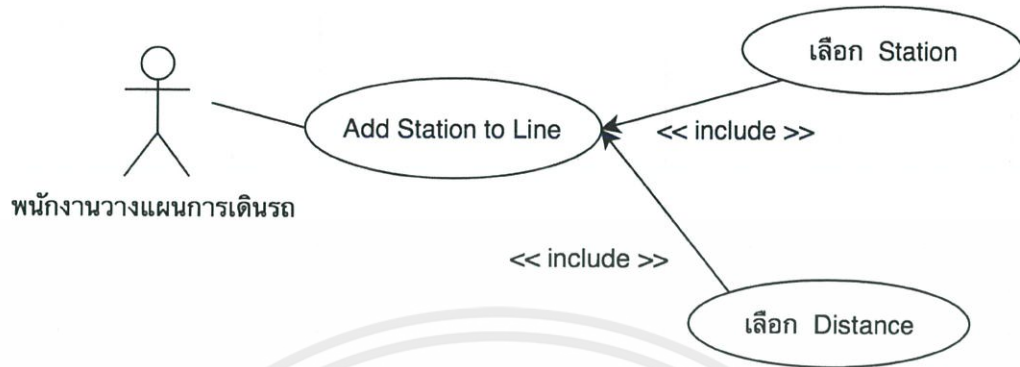 เลือก Station
Add Station to Line
<< include >>
พนักงานวางแผนการเดินรถ
<< include >>
เลือก Distance